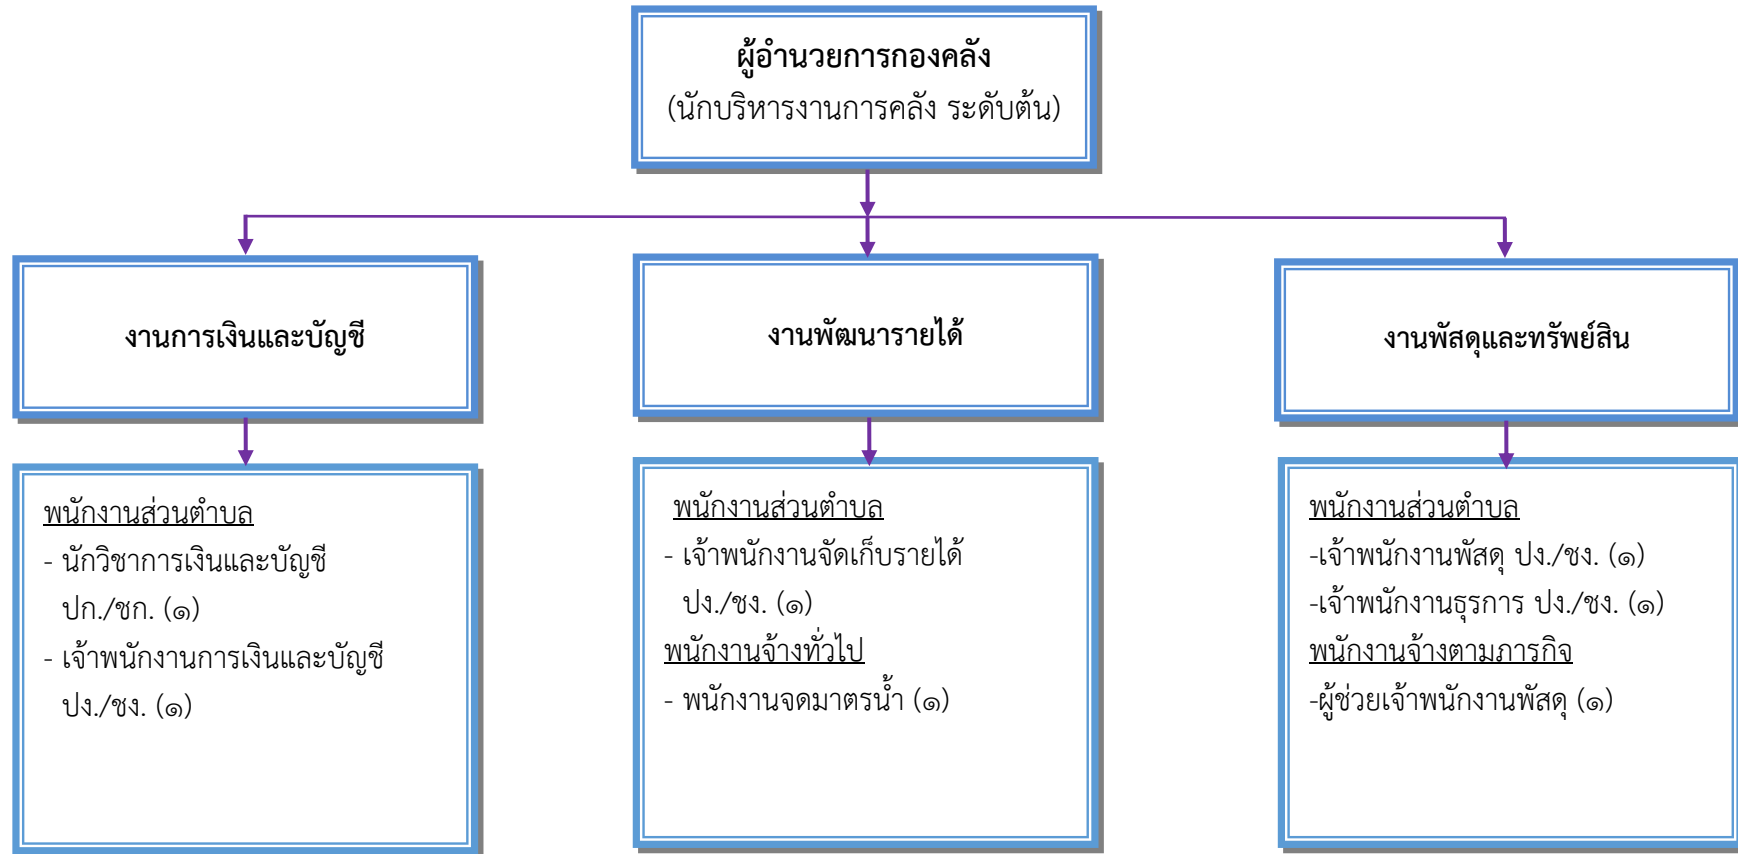 ผู้อำนวยการกองคลัง
(นักบริหารงานการคลัง ระดับต้น)
งานการเงินและบัญชี
งานพัฒนารายได้
งานพัสดุและทรัพย์สิน
พนักงานส่วนตำบล
- นักวิชาการเงินและบัญชี
ปก./ชก. (๑)
- เจ้าพนักงานการเงินและบัญชี
ปง./ชง. (๑)
พนักงานส่วนตำบล
- เจ้าพนักงานจัดเก็บรายได้
ปง./ชง. (๑)
พนักงานจ้างทั่วไป
- พนักงานจดมาตรน้ำ (๑)
พนักงานส่วนตำบล
-เจ้าพนักงานพัสดุ ปง./ชง. (๑)
-เจ้าพนักงานธุรการ ปง./ชง. (๑)
พนักงานจ้างตามภารกิจ
-ผู้ช่วยเจ้าพนักงานพัสดุ (๑)